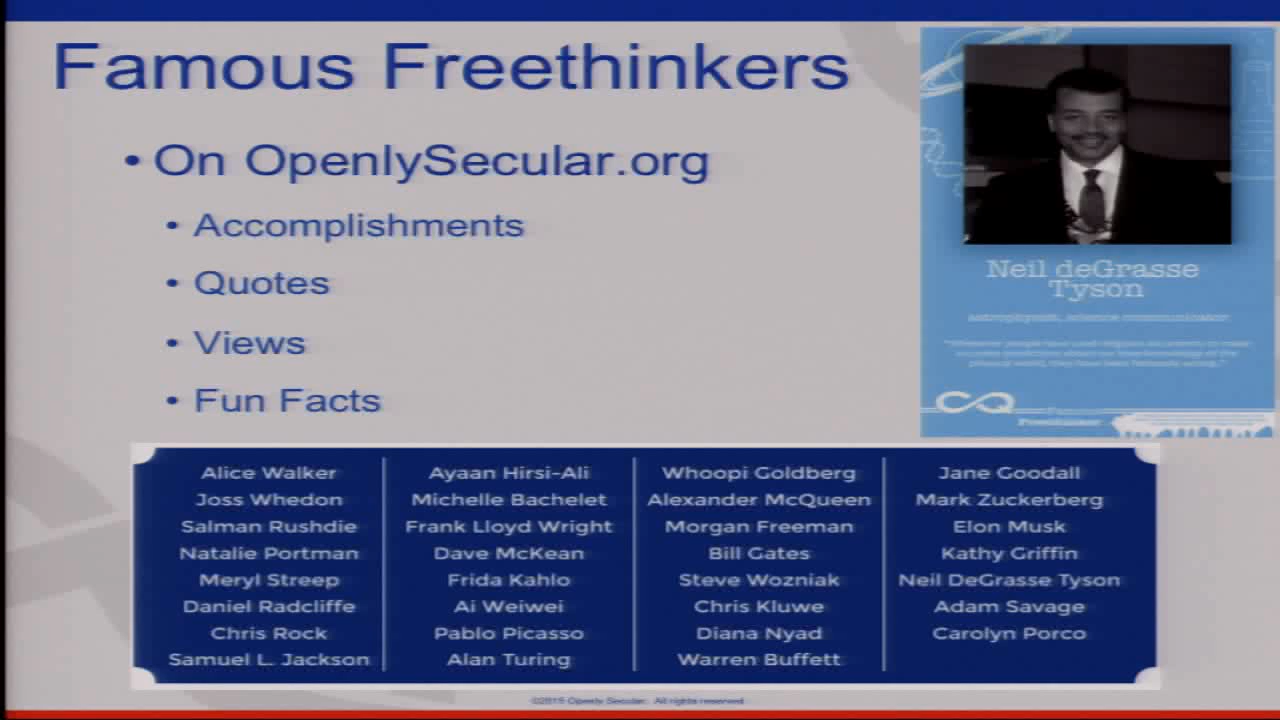 Famous Freethinkers
• On OpenlySecular.org
• Accomplishments
• Quotes
• Views
• Fun Facts
Neil deGrasse
Tyson
astrophysicist, science communicator
CQ
Freethinker
Alice Walker
Joss Whedon
Salman Rushdie
Natalie Portman
Meryl Streep
Daniel Radcliffe
Chris Rock
Samuel L. Jackson
Ayaan Hirsi-Ali
Michelle Bachelet
Frank Lloyd Wright
Dave McKean
Frida Kahlo
Ai Weiwei
Pablo Picasso
Alan Turing
Whoopi Goldberg
Alexander McQueen
Morgan Freeman
Bill Gates
Steve Wozniak
Chris Kluwe
Diana Nyad
Warren Buffett
Jane Goodall
Mark Zuckerberg
Elon Musk
Kathy Griffin
Neil DeGrasse Tyson
Adam Savage
Carolyn Porco
©2015 Openly Secular. All rights reserved